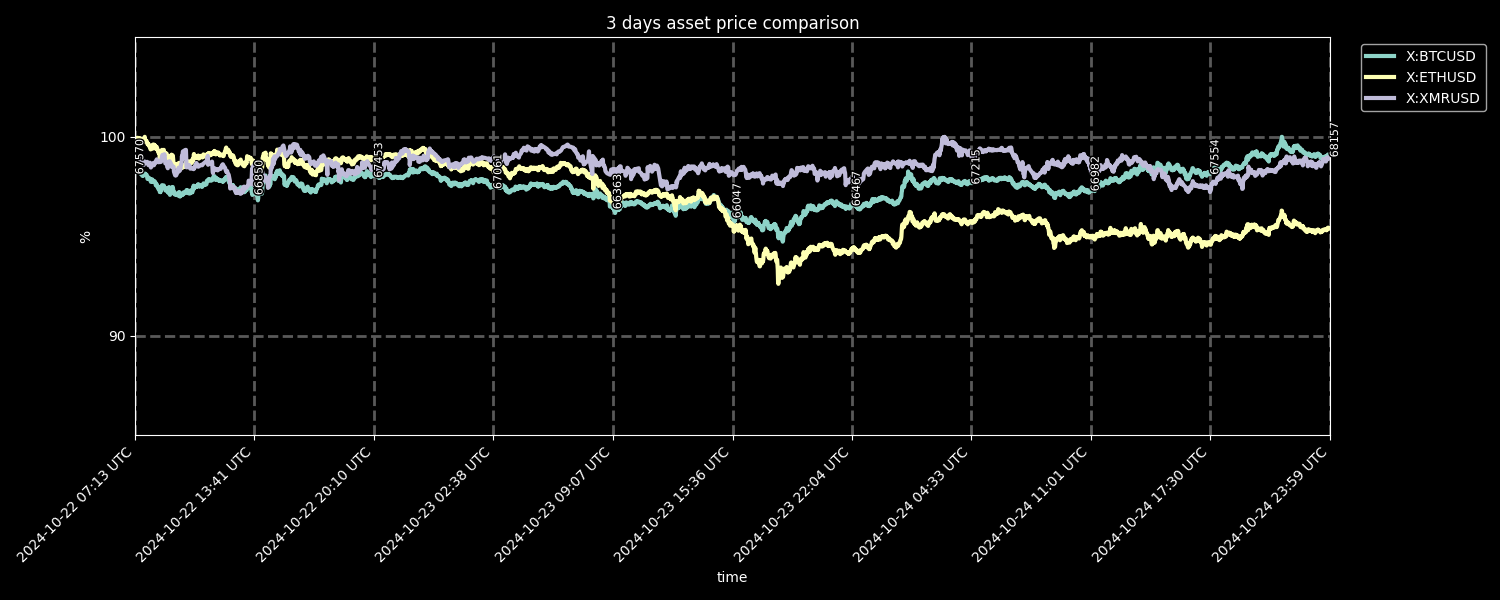 3 days asset price comparison
X:BTCUSD
X:ETHUSD
X:XMRUSD
100
90
%
67570
66850
67453
67061
66363
66047
66467
67215
66982
67554
68157
2024-10-22 07:13 UTC
2024-10-22 13:41 UTC
2024-10-22 20:10 UTC
2024-10-23 02:38 UTC
2024-10-23 09:07 UTC
2024-10-23 15:36 UTC
2024-10-23 22:04 UTC
2024-10-24 04:33 UTC
2024-10-24 11:01 UTC
2024-10-24 17:30 UTC
2024-10-24 23:59 UTC
time